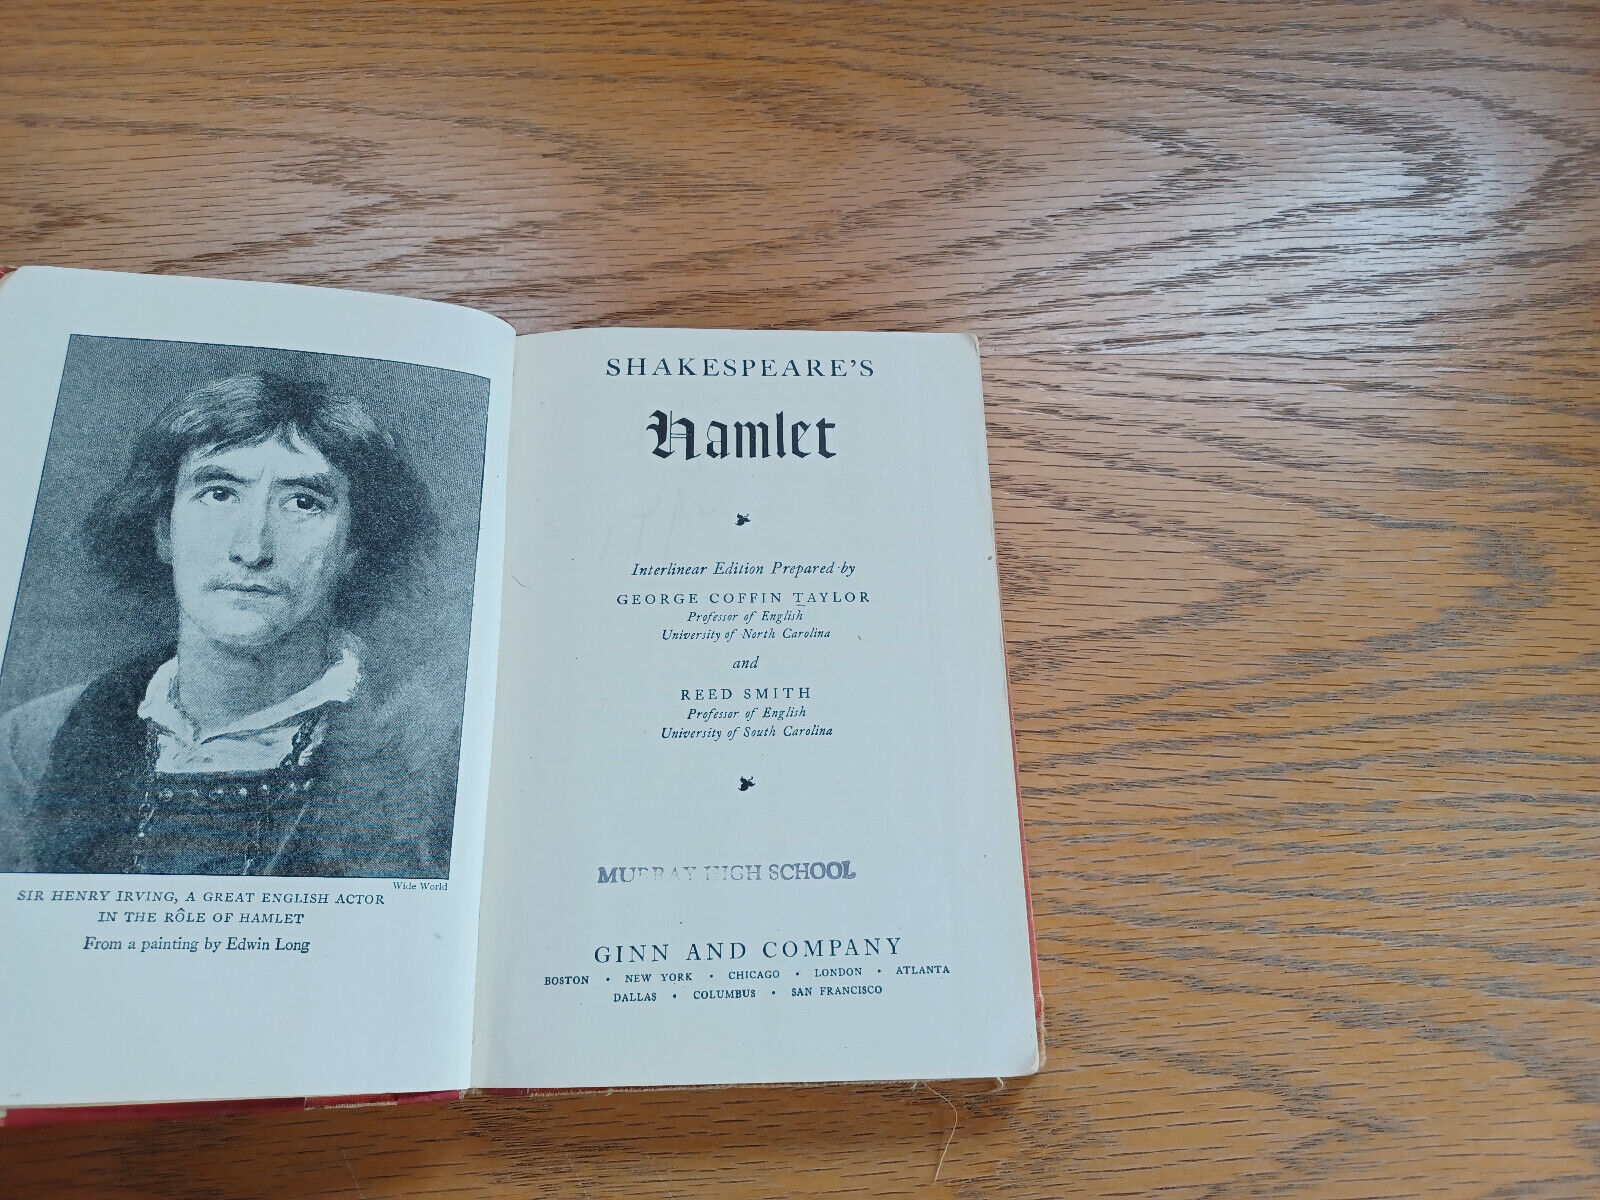 Wide World
SIR HENRY IRVING, A GREAT ENGLISH ACTOR
IN THE RÔLE OF HAMLET
From a painting by Edwin Long
SHAKESPEARE'S
Hamlet
Interlinear Edition Prepared by
GEORGE COFFIN TAYLOR
Professor of English
University of North Carolina
and
REED SMITH
Professor of English
University of South Carolina
MURRAY HIGH SCHOOL
GINN AND COMPANY
BOSTON • NEW YORK • CHICAGO • LONDON • ATLANTA
DALLAS • COLUMBUS • SAN FRANCISCO